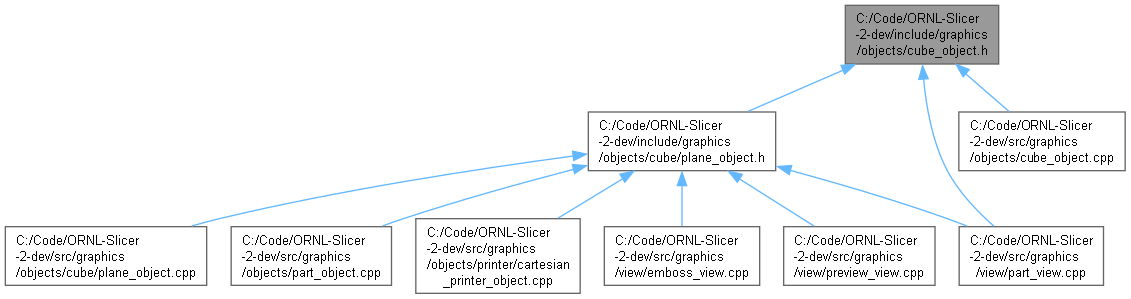 C:/Code/ORNL-Slicer
-2-dev/include/graphics
/objects/cube_object.h
C:/Code/ORNL-Slicer
-2-dev/include/graphics
/objects/cube/plane_object.h
C:/Code/ORNL-Slicer
-2-dev/src/graphics
/objects/cube_object.cpp
C:/Code/ORNL-Slicer
-2-dev/src/graphics
/objects/cube/plane_object.cpp
C:/Code/ORNL-Slicer
-2-dev/src/graphics
/objects/part_object.cpp
C:/Code/ORNL-Slicer
-2-dev/src/graphics
/objects/printer/cartesian
_printer_object.cpp
C:/Code/ORNL-Slicer
-2-dev/src/graphics
/view/emboss_view.cpp
C:/Code/ORNL-Slicer
-2-dev/src/graphics
/view/preview_view.cpp
C:/Code/ORNL-Slicer
-2-dev/src/graphics
/view/part_view.cpp